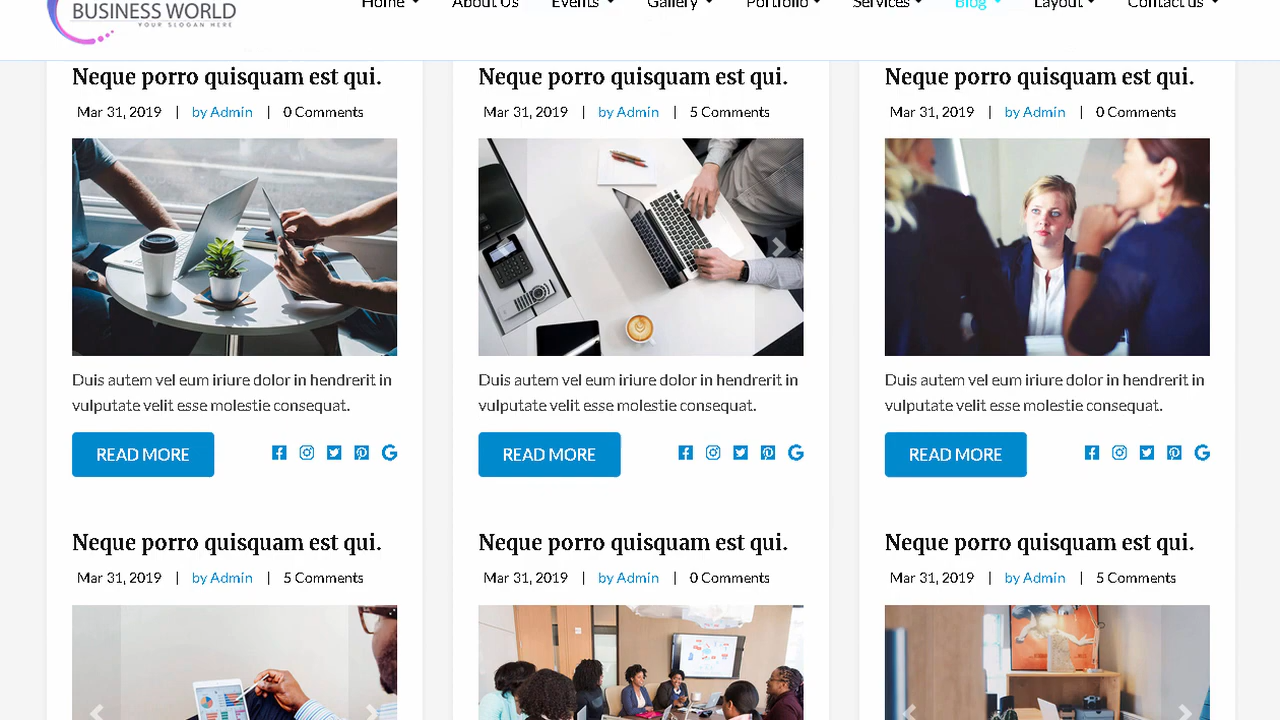 BUSINESS WORLD
YOUR SLOGAN HERE
Home About Us Events Gallery Portfolio Services Blog Layout Contact us
Neque porro quisquam est qui. Neque porro quisquam est qui. Neque porro quisquam est qui.
Mar 31, 2019 | by Admin | 0 Comments Mar 31, 2019 | by Admin | 5 Comments Mar 31, 2019 | by Admin | 0 Comments
Duis autem vel eum iriure dolor in hendrerit in Duis autem vel eum iriure dolor in hendrerit in Duis autem vel eum iriure dolor in hendrerit in
vulputate velit esse molestie consequat. vulputate velit esse molestie consequat. vulputate velit esse molestie consequat.
READ MORE READ MORE READ MORE
Neque porro quisquam est qui. Neque porro quisquam est qui. Neque porro quisquam est qui.
Mar 31, 2019 | by Admin | 5 Comments Mar 31, 2019 | by Admin | 0 Comments Mar 31, 2019 | by Admin | 5 Comments